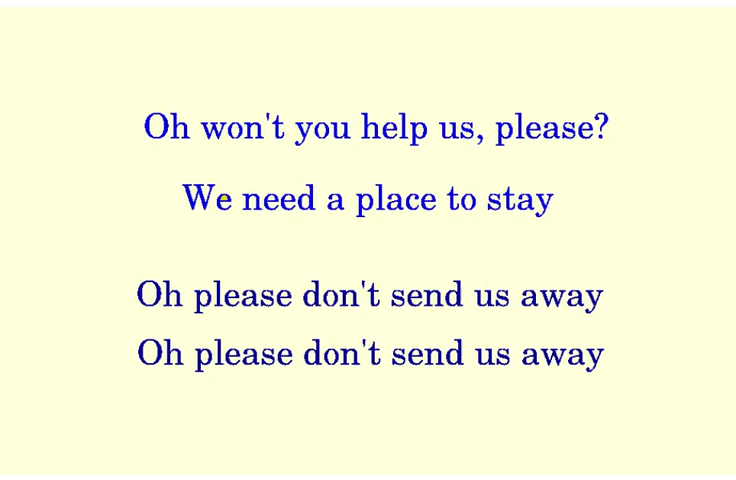 Oh won't you help us, please?
We need a place to stay
Oh please don't send us away
Oh please don't send us away